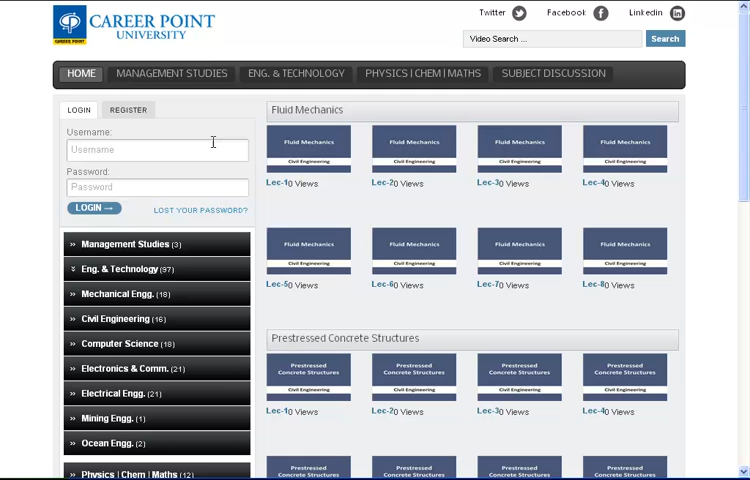 CAREER POINT
UNIVERSITY
CAREER POINT
Twitter Facebook Linkedin
Video Search ... Search
HOME MANAGEMENT STUDIES ENG. & TECHNOLOGY PHYSICS | CHEM | MATHS SUBJECT DISCUSSION
LOGIN REGISTER
Username:
Username
Password:
Password
LOGIN → LOST YOUR PASSWORD?
» Management Studies (3)
Eng. & Technology (97)
» Mechanical Engg. (18)
» Civil Engineering (16)
» Computer Science (18)
» Electronics & Comm. (21)
» Electrical Engg. (21)
» Mining Engg. (1)
» Ocean Engg. (2)
» Physics | Chem | Maths (12)
Fluid Mechanics
Fluid Mechanics Fluid Mechanics Fluid Mechanics Fluid Mechanics
Civil Engineering Civil Engineering Civil Engineering Civil Engineering
Lec-1 0 Views Lec-2 0 Views Lec-3 0 Views Lec-4 0 Views
Fluid Mechanics Fluid Mechanics Fluid Mechanics Fluid Mechanics
Civil Engineering Civil Engineering Civil Engineering Civil Engineering
Lec-5 0 Views Lec-6 0 Views Lec-7 0 Views Lec-8 0 Views
Prestressed Concrete Structures
Prestressed Prestressed Prestressed Prestressed
Concrete Structures Concrete Structures Concrete Structures Concrete Structures
Civil Engineering Civil Engineering Civil Engineering Civil Engineering
Lec-1 0 Views Lec-2 0 Views Lec-3 0 Views Lec-4 0 Views
Prestressed Prestressed Prestressed Prestressed